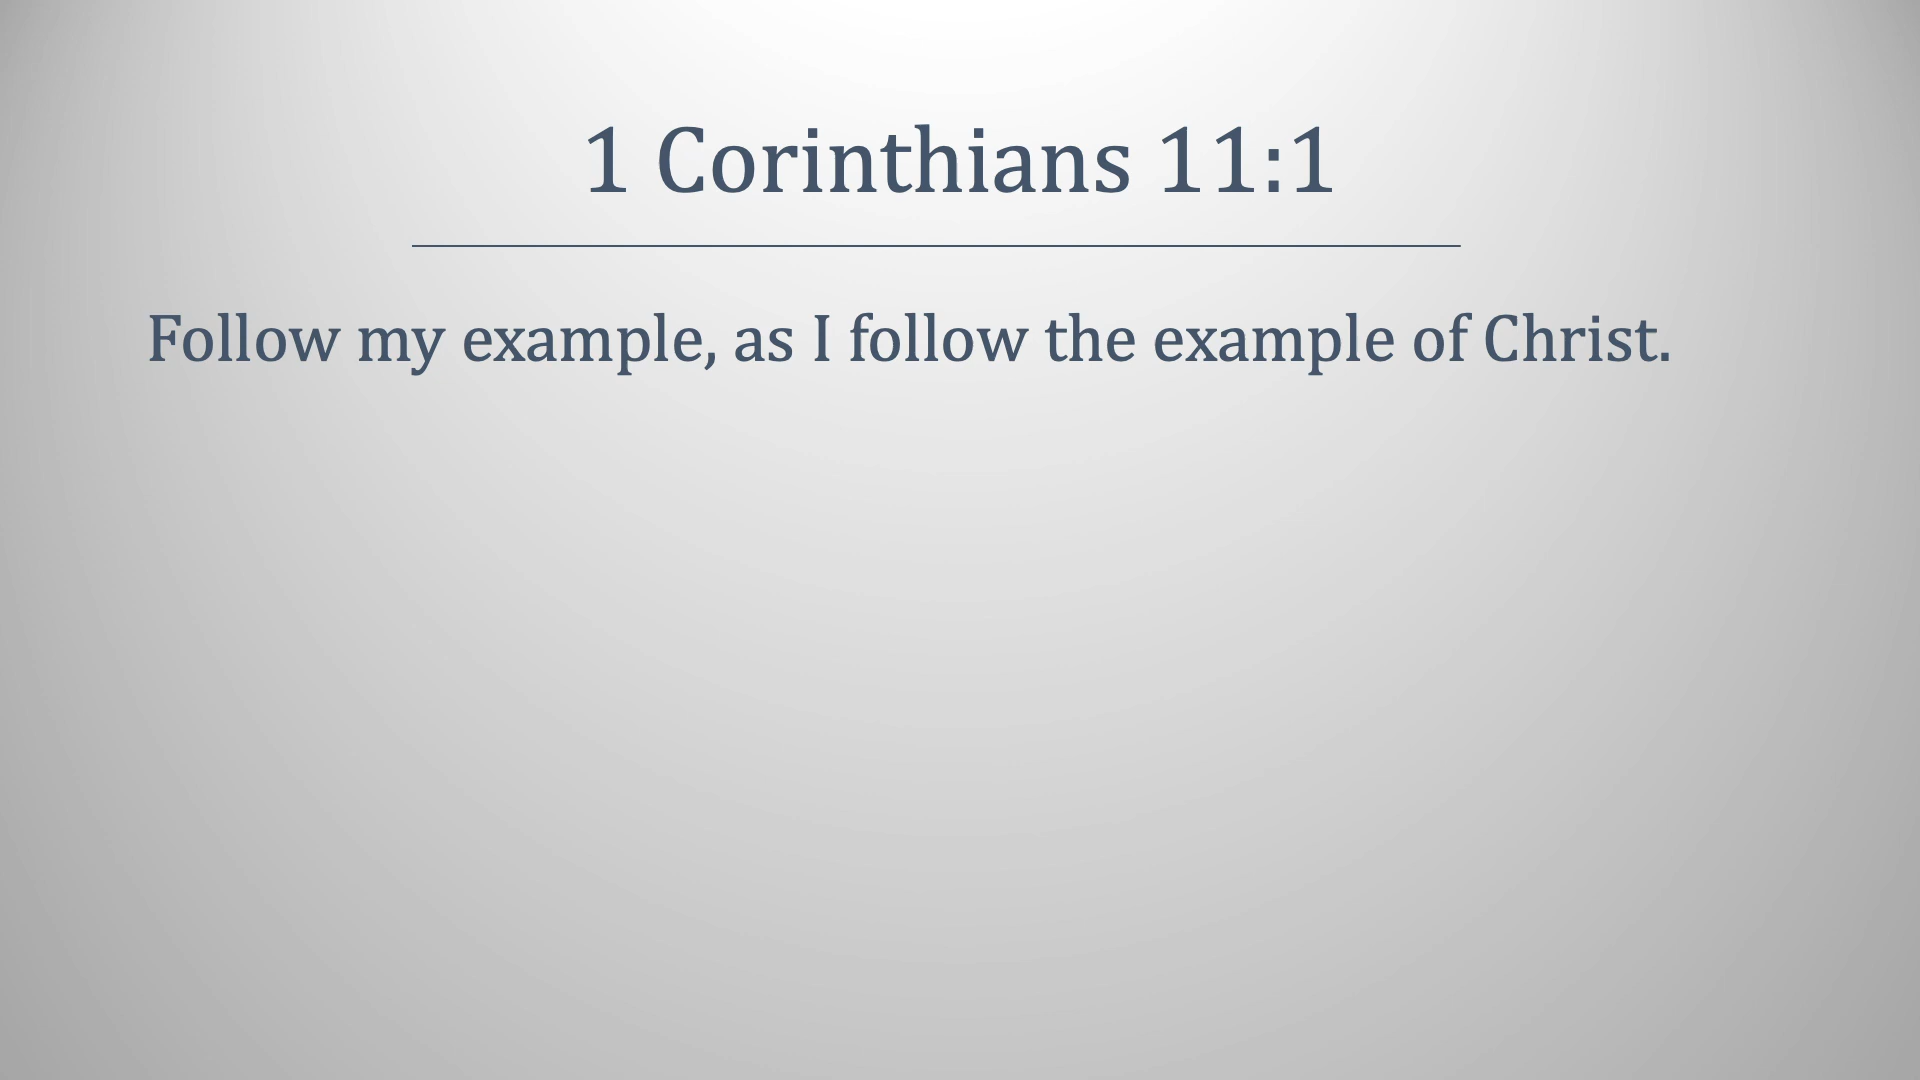 1 Corinthians 11:1
Follow my example, as I follow the example of Christ.